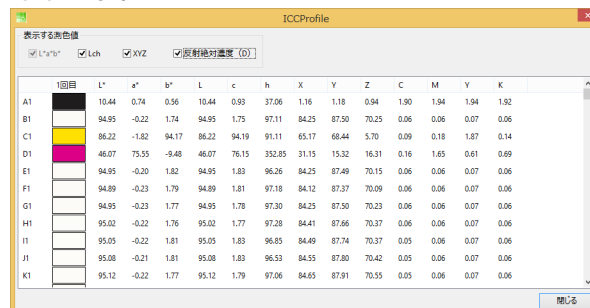 ICCProfile
表示する測色値
L*a*b* Lch XYZ 反射絶対濃度（D）
1回目 L* a* b* L c h X Y Z C M Y K
A1 10.44 0.74 0.56 10.44 0.93 37.06 1.16 1.18 0.94 1.90 1.94 1.94 1.92
B1 94.95 -0.22 1.74 94.95 1.75 97.11 84.25 87.50 70.25 0.06 0.06 0.07 0.06
C1 86.22 -1.82 94.17 86.22 94.19 91.11 65.17 68.44 5.70 0.09 0.18 1.87 0.14
D1 46.07 75.55 -9.48 46.07 76.15 352.85 31.15 15.32 16.31 0.16 1.65 0.61 0.69
E1 94.95 -0.20 1.82 94.95 1.83 96.26 84.25 87.49 70.15 0.06 0.06 0.07 0.06
F1 94.89 -0.23 1.79 94.89 1.81 97.18 84.12 87.37 70.09 0.06 0.06 0.07 0.06
G1 94.95 -0.23 1.77 94.95 1.78 97.30 84.25 87.50 70.23 0.06 0.06 0.07 0.06
H1 95.02 -0.22 1.76 95.02 1.77 97.28 84.41 87.66 70.37 0.06 0.06 0.07 0.06
I1 95.05 -0.22 1.81 95.05 1.83 96.85 84.49 87.74 70.37 0.05 0.06 0.07 0.06
J1 95.08 -0.21 1.81 95.08 1.83 96.53 84.55 87.80 70.42 0.05 0.06 0.07 0.06
K1 95.12 -0.22 1.77 95.12 1.79 97.06 84.65 87.91 70.55 0.05 0.06 0.07 0.06
閉じる